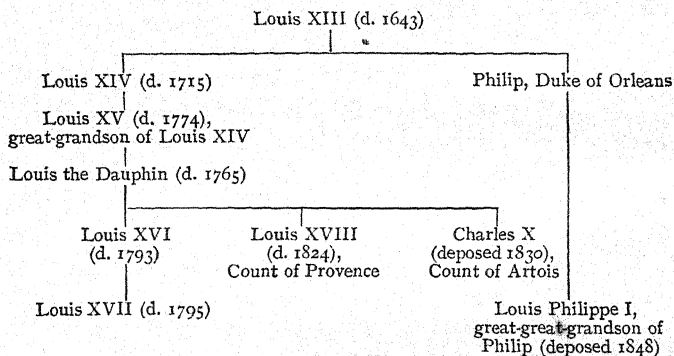 Louis XIII (d. 1643)
Louis XIV (d. 1715)
Philip, Duke of Orleans
Louis XV (d. 1774),
great-grandson of Louis XIV
Louis the Dauphin (d. 1765)
Louis XVI
(d. 1793)
Louis XVIII
(d. 1824),
Count of Provence
Charles X
(deposed 1830),
Count of Artois
Louis XVII (d. 1795)
Louis Philippe I,
great-great-grandson of
Philip (deposed 1848)